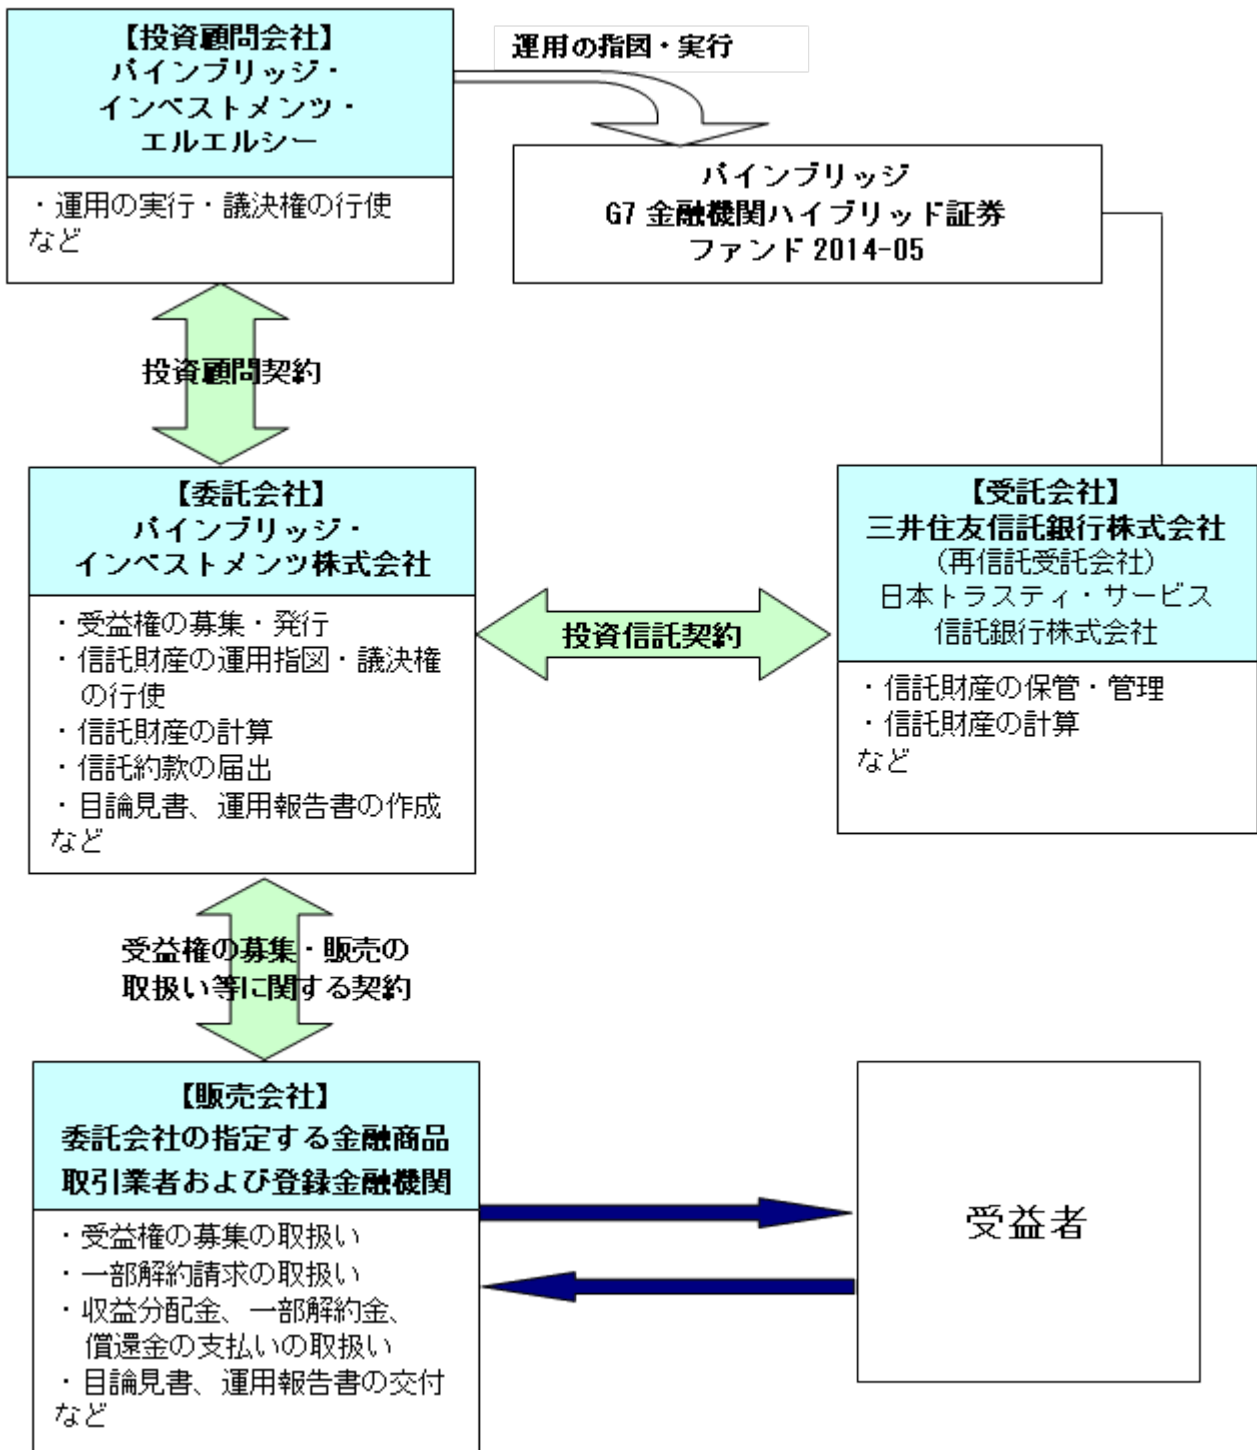 【投資顧問会社】
パインブリッジ・
インベストメンツ・
エルエルシー
・運用の実行・議決権の行使
など
運用の指図・実行
パインブリッジ
G7 金融機関ハイブリッド証券
ファンド 2014-05
投資顧問契約
【委託会社】
パインブリッジ・
インベストメンツ株式会社
・受益権の募集・発行
・信託財産の運用指図・議決権
の行使
・信託財産の計算
・信託約款の届出
・目論見書、運用報告書の作成
など
投資信託契約
【受託会社】
三井住友信託銀行株式会社
（再信託受託会社）
日本トラスティ・サービス
信託銀行株式会社
・信託財産の保管・管理
・信託財産の計算
など
受益権の募集・販売の
取扱い等に関する契約
【販売会社】
委託会社の指定する金融商品
取引業者および登録金融機関
・受益権の募集の取扱い
・一部解約請求の取扱い
・収益分配金、一部解約金、
償還金の支払いの取扱い
・目論見書、運用報告書の交付
など
受益者